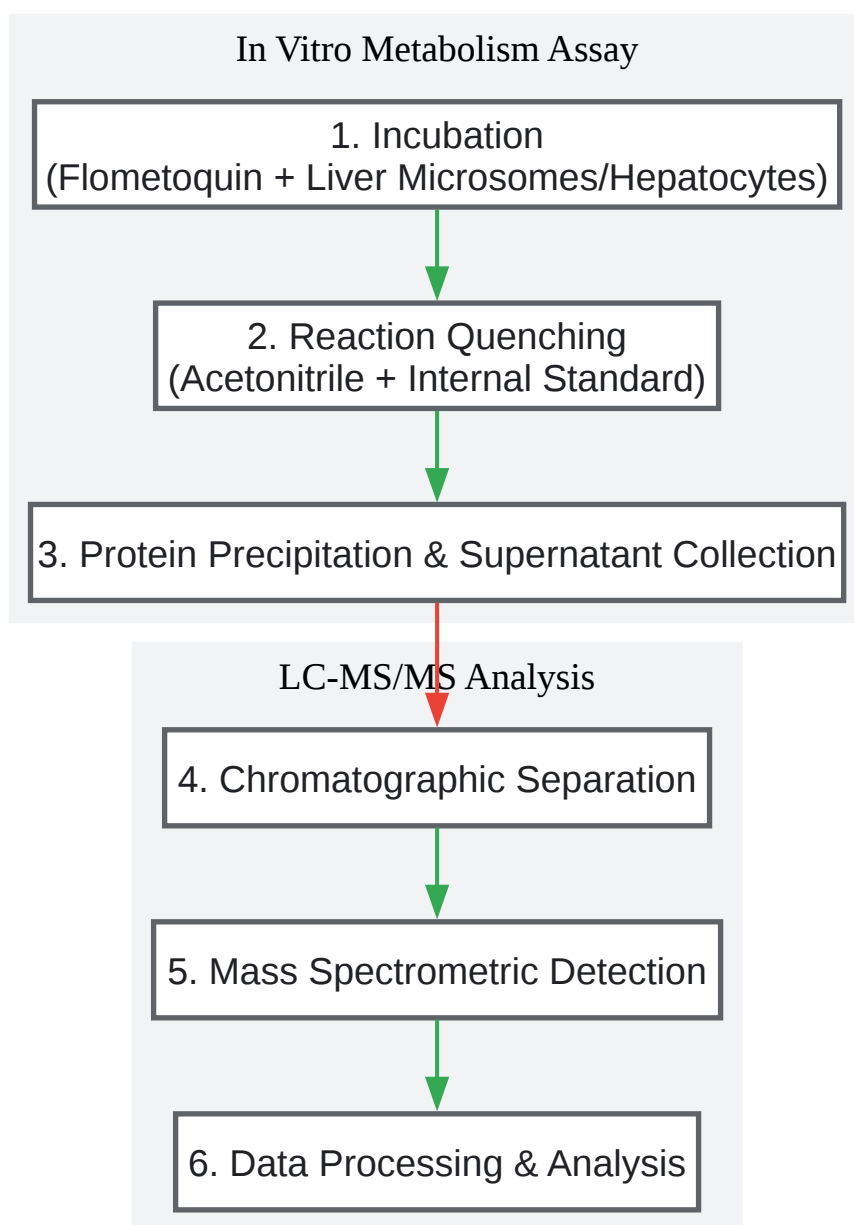 In Vitro Metabolism Assay
1. Incubation
(Flometoquin + Liver Microsomes/Hepatocytes)
2. Reaction Quenching
(Acetonitrile + Internal Standard)
3. Protein Precipitation & Supernatant Collection
LC-MS/MS Analysis
4. Chromatographic Separation
5. Mass Spectrometric Detection
6. Data Processing & Analysis